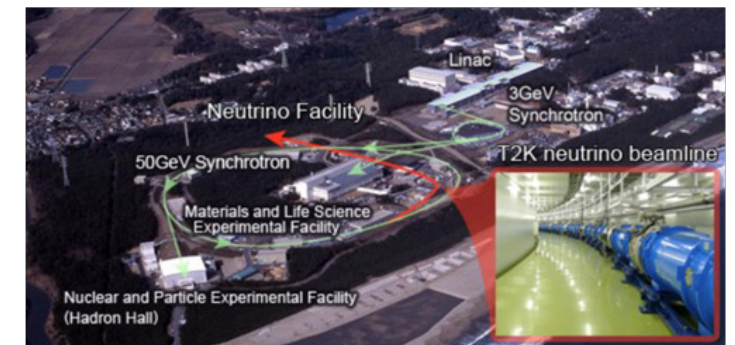 Linac
3GeV
Synchrotron
Neutrino Facility
T2K neutrino beamline
50GeV Synchrotron
Materials and Life Science
Experimental Facility
Nuclear and Particle Experimental Facility
(Hadron Hall)